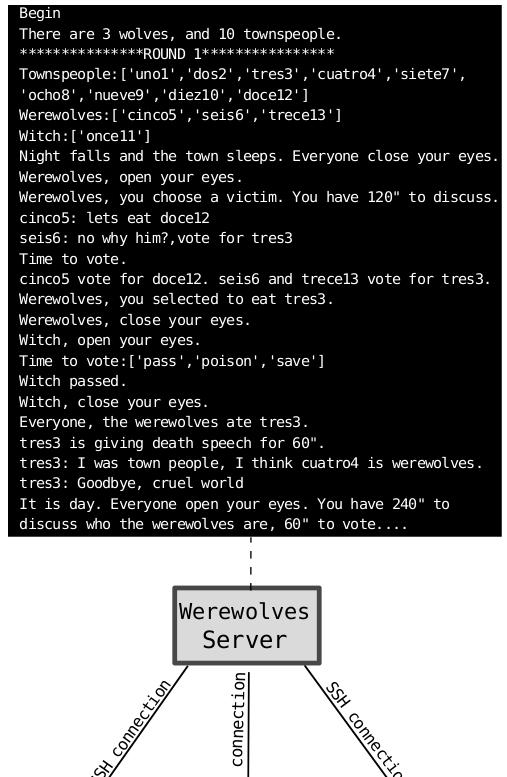 Begin
There are 3 wolves, and 10 townspeople.
***************ROUND 1***************
Townspeople:['uno1','dos2','tres3','cuatro4','siete7',
'ocho8','nueve9','diez10','doce12']
Werewolves:['cinco5','seis6','trece13']
Witch:['once11']
Night falls and the town sleeps. Everyone close your eyes.
Werewolves, open your eyes.
Werewolves, you choose a victim. You have 120" to discuss.
cinco5: lets eat doce12
seis6: no why him?,vote for tres3
Time to vote.
cinco5 vote for doce12. seis6 and trece13 vote for tres3.
Werewolves, you selected to eat tres3.
Werewolves, close your eyes.
Witch, open your eyes.
Time to vote:['pass','poison','save']
Witch passed.
Witch, close your eyes.
Everyone, the werewolves ate tres3.
tres3 is giving death speech for 60".
tres3: I was town people, I think cuatro4 is werewolves.
tres3: Goodbye, cruel world
It is day. Everyone open your eyes. You have 240" to
discuss who the werewolves are, 60" to vote....
Werewolves
Server
SH connection
connection
SSH connectio